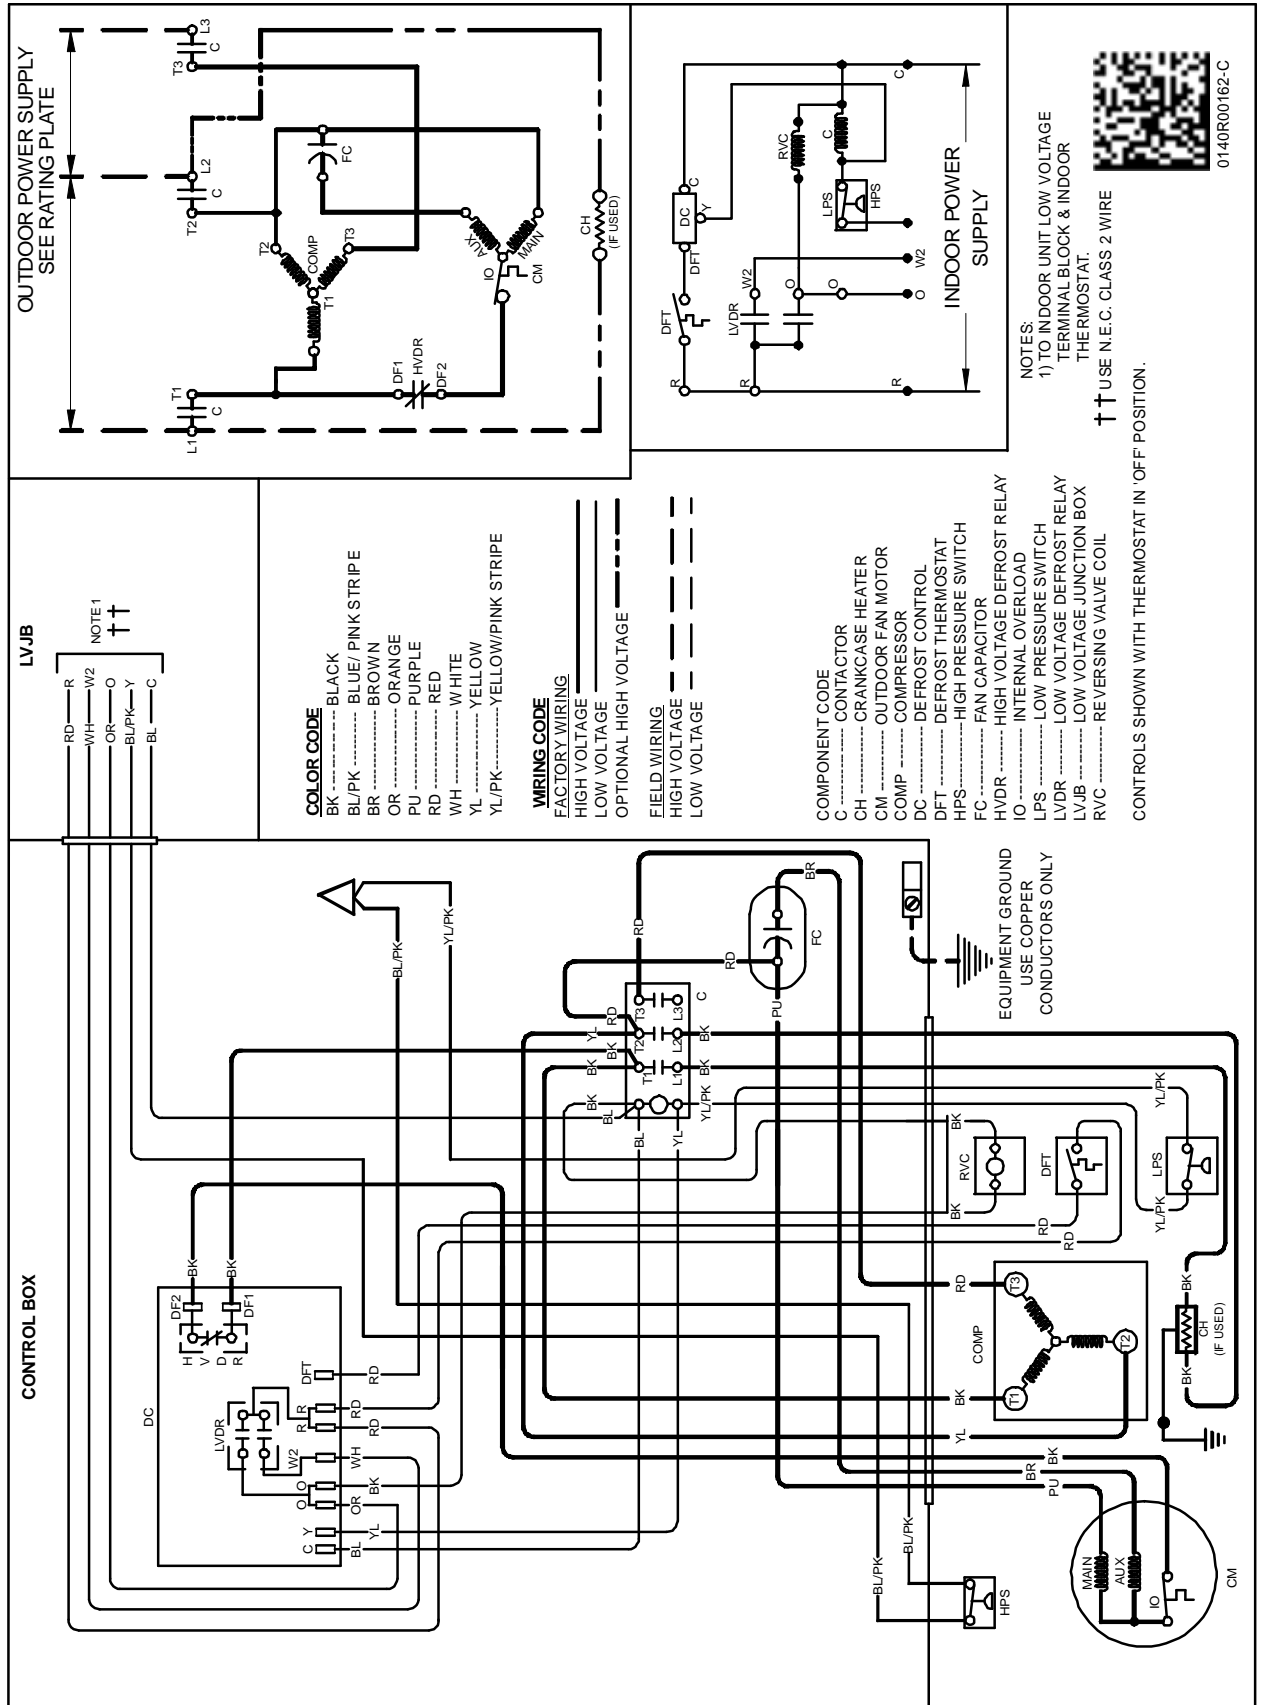 CONTROL BOX
DC
DF2
DF1
BK
BK
H
V
D
R
LVDR
DFT
RD
R
R
RD
RD
W2
WH
O
O
BK
OR
Y
YL
C
BL
BL/PK
YL/PK
RD
RD
RD
YL
BK
BK
BL
BK
T3
T2
T1
L3
L2
L1
C
BK
BK
YL/PK
BL
YL
PU
FC
BR
BK
BK
RVC
DFT
RD
RD
LPS
YL/PK
YL/PK
RD
BK
YL
COMP
T3
T1
T2
BK
BK
CH
(IF USED)
BK
BR
PU
BL/PK
BL/PK
HPS
MAIN
AUX
IO
CM
EQUIPMENT GROUND
USE COPPER
CONDUCTORS ONLY
LVJB
RD
WH
OR
BL/PK
BL
R
W2
O
Y
C
NOTE 1
††
COLOR CODE
BK --------- BLACK
BL/PK -------- BLUE/ PINK STRIPE
BR ---------- BROWN
OR --------- ORANGE
PU --------- PURPLE
RD ---------- RED
WH --------- WHITE
YL ---------- YELLOW
YL/PK--------- YELLOW/PINK STRIPE
WIRING CODE
FACTORY WIRING
HIGH VOLTAGE
LOW VOLTAGE
OPTIONAL HIGH VOLTAGE
FIELD WIRING
HIGH VOLTAGE
LOW VOLTAGE
COMPONENT CODE
C ------------ CONTACTOR
CH ---------- CRANKCASE HEATER
CM --------- OUTDOOR FAN MOTOR
COMP ------ COMPRESSOR
DC ---------- DEFROST CONTROL
DFT --------- DEFROST THERMOSTAT
HPS---------HIGH PRESSURE SWITCH
FC ---------- FAN CAPACITOR
HVDR ------- HIGH VOLTAGE DEFROST RELAY
IO ----------- INTERNAL OVERLOAD
LPS --------- LOW PRESSURE SWITCH
LVDR -------- LOW VOLTAGE DEFROST RELAY
LVJB --------- LOW VOLTAGE JUNCTION BOX
RVC --------- REVERSING VALVE COIL
CONTROLS SHOWN WITH THERMOSTAT IN 'OFF' POSITION.
OUTDOOR POWER SUPPLY
SEE RATING PLATE
L1
C
T1
T2
C
L2
T3
C
L3
T2
COMP
T3
T1
FC
AUX
MAIN
IO
CM
DF1
HVDR
DF2
CH
(IF USED)
R
DFT
DFT
DC
C
Y
R
LVDR
W2
O
O
RVC
C
LPS
HPS
R
O
W2
C
INDOOR POWER
SUPPLY
NOTES:
1) TO INDOOR UNIT LOW VOLTAGE
TERMINAL BLOCK & INDOOR
THERMOSTAT.
†† USE N.E.C. CLASS 2 WIRE
0140R00162-C